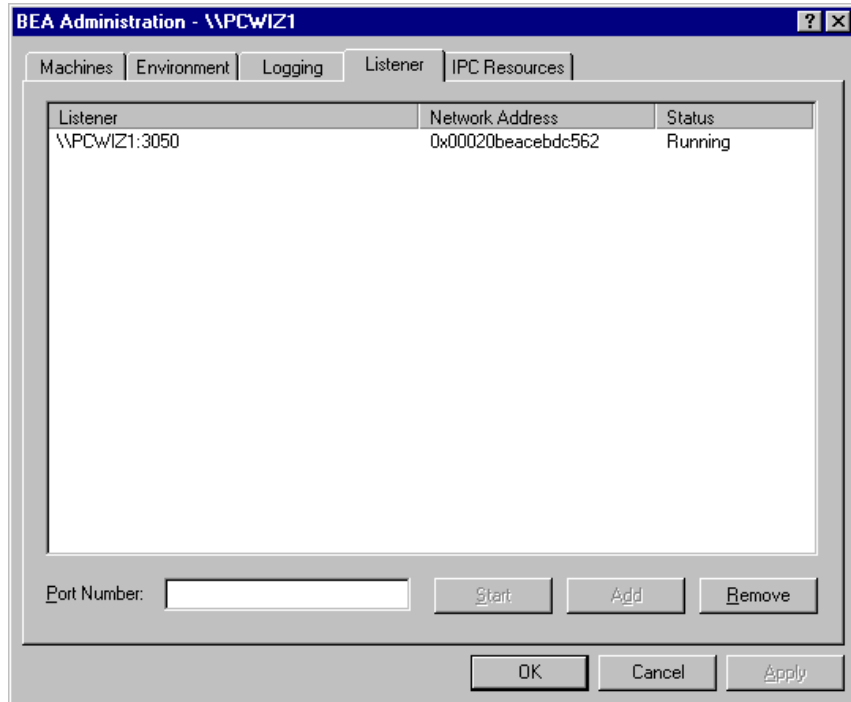 BEA Administration - \\PCWIZ1
Machines Environment Logging Listener IPC Resources
Listener Network Address Status
\\PCWIZ1:3050 0x00020beacebdc562 Running
Port Number: Start Add Remove
OK Cancel Apply